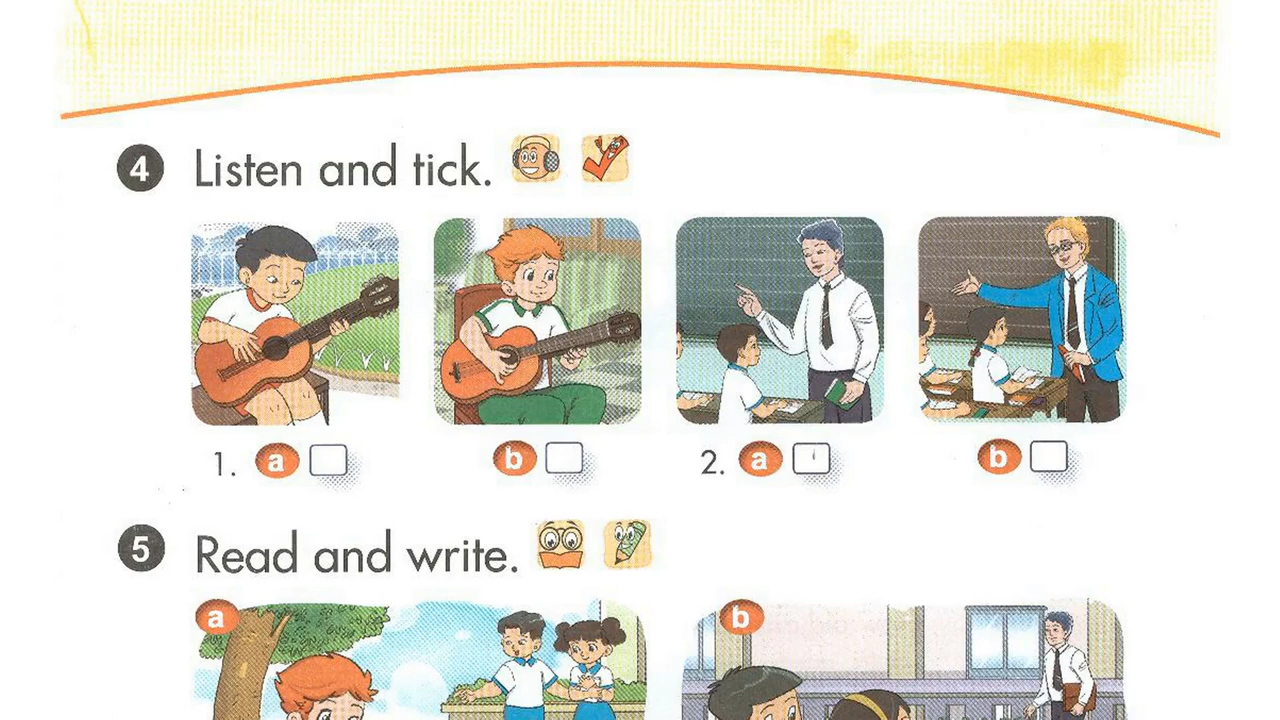 4 Listen and tick.
1. a b 2. a b
5 Read and write.
a b